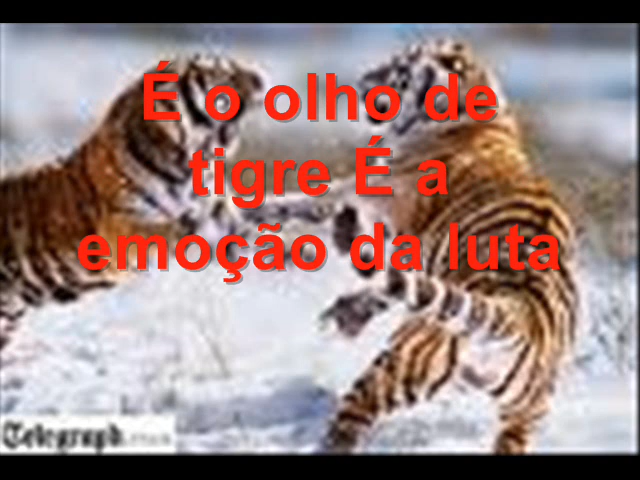 É o olho de
tigre É a
emoção da luta
Telegraph